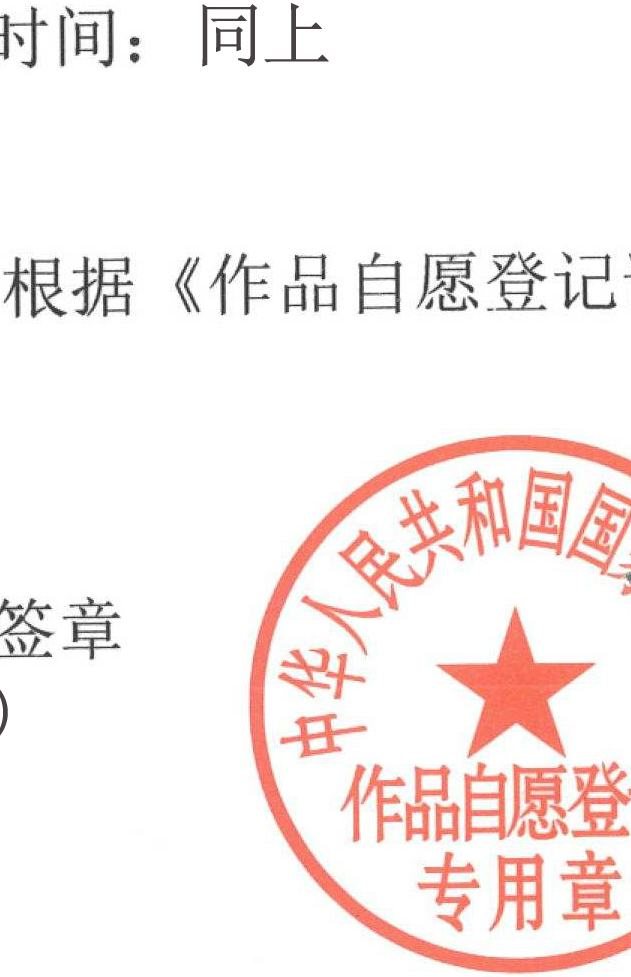 时间：同上
根据《作品自愿登记
签章
）
中华人民共和国国
作品自愿登
专用章